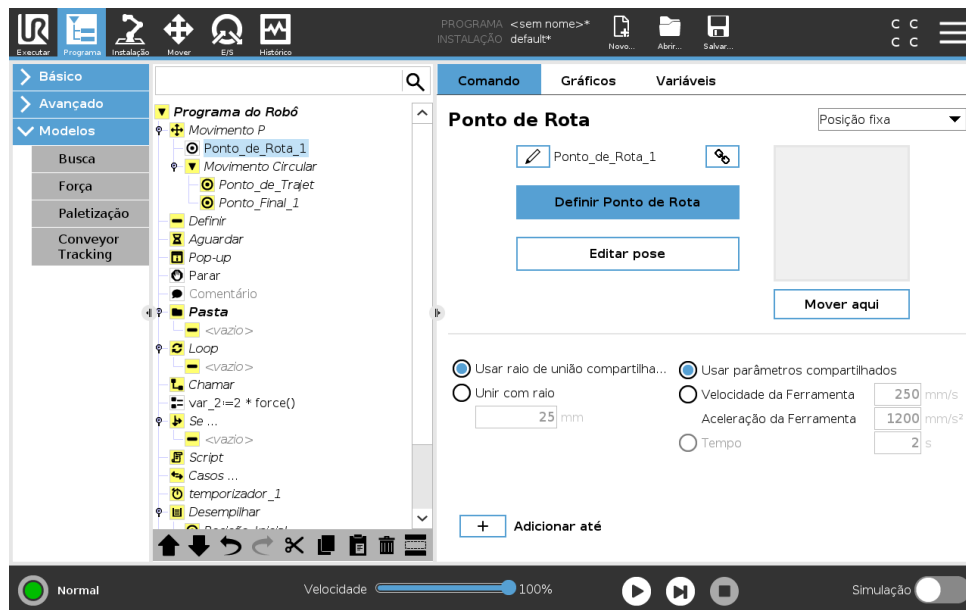 PROGRAMA <sem nome>*
INSTALAÇÃO default*
C C
C C
Executar Programa Instalação Mover E/S Histórico Novo... Abrir... Salvar...
Básico
Avançado
Modelos
Busca
Força
Paletização
Conveyor
Tracking
Programa do Robô
Movimento P
Ponto_de_Rota_1
Movimento Circular
Ponto_de_Trajet
Ponto_Final_1
Definir
Aguardar
Pop-up
Parar
Comentário
Pasta
<vazio>
Loop
<vazio>
Chamar
var_2≔2 * force()
Se ...
<vazio>
Script
Casos ...
temporizador_1
Desempilhar
Comando Gráficos Variáveis
Ponto de Rota
Posição fixa
Ponto_de_Rota_1
Definir Ponto de Rota
Editar pose
Mover aqui
Usar raio de união compartilha...
Unir com raio
25 mm
Usar parâmetros compartilhados
Velocidade da Ferramenta 250 mm/s
Aceleração da Ferramenta 1200 mm/s²
Tempo 2 s
+ Adicionar até
Normal
Velocidade 100%
Simulação